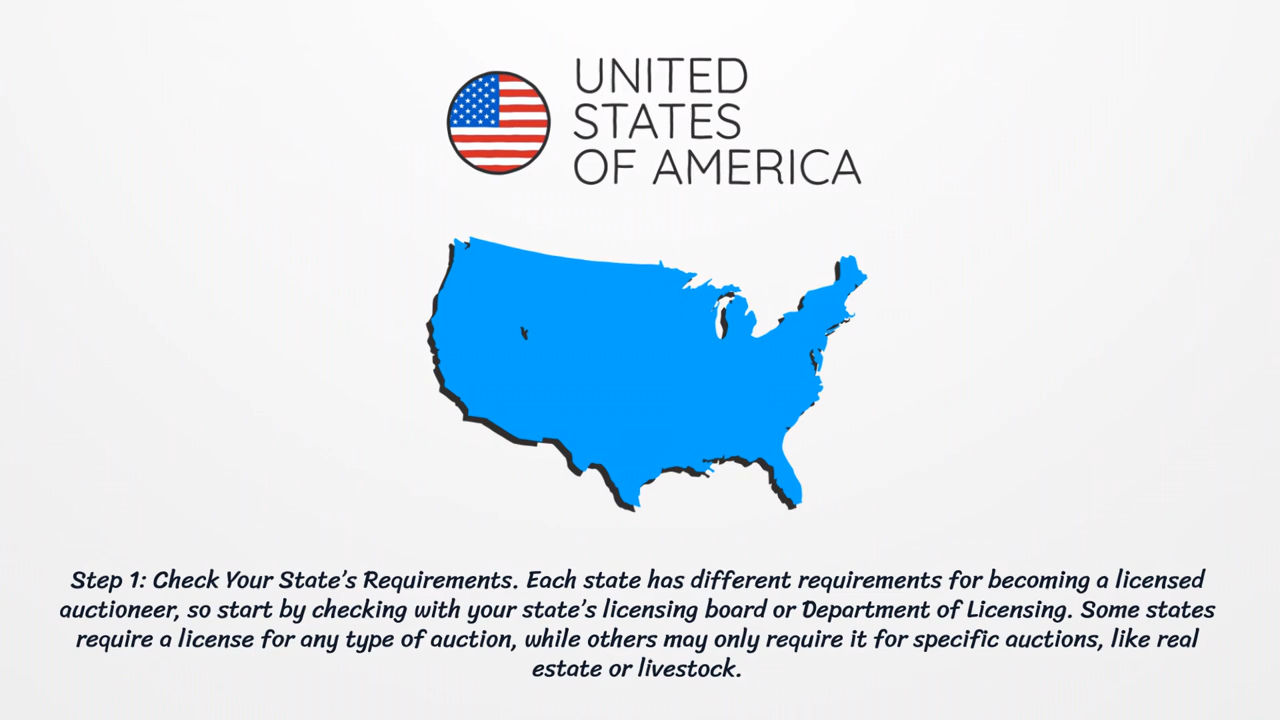 UNITED
STATES
OF AMERICA
Step 1: Check Your State’s Requirements. Each state has different requirements for becoming a licensed
auctioneer, so start by checking with your state’s licensing board or Department of Licensing. Some states
require a license for any type of auction, while others may only require it for specific auctions, like real
estate or livestock.